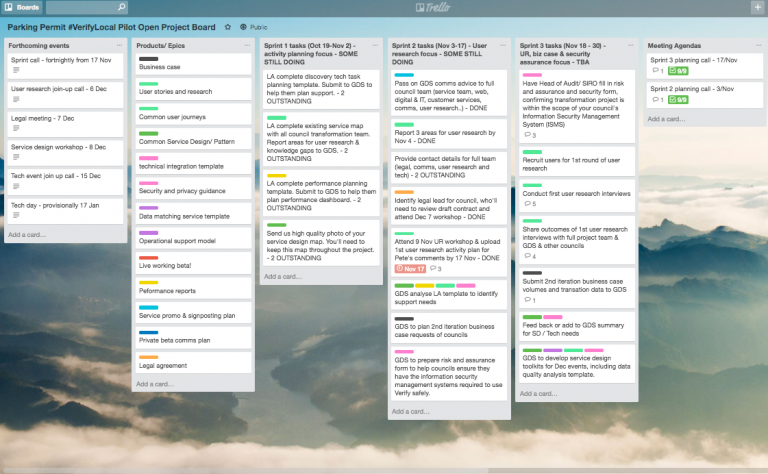 Boards
Trello
Parking Permit #VerifyLocal Pilot Open Project Board
Public
Forthcoming events
Sprint call - fortnightly from 17 Nov
User research join-up call - 6 Dec
Legal meeting - 7 Dec
Service design workshop - 8 Dec
Tech event join up call - 15 Dec
Tech day - provisionally 17 Jan
Add a card...
Products/ Epics
Business case
User stories and research
Common user journeys
Common Service Design/ Pattern
technical integration template
Security and privacy guidance
Data matching service template
Operational support model
Live working beta!
Peformance reports
Service promo & signposting plan
Private beta comms plan
Legal agreement
Add a card...
Sprint 1 tasks (Oct 19-Nov 2) -
activity planning focus - SOME
STILL DOING
LA complete discovery tech task
planning template. Submit to GDS to
help them plan support. - 2
OUTSTANDING
LA complete existing service map
with all council transformation team.
Report areas for user research &
knowledge gaps to GDS. - 2
OUTSTANDING
LA complete performance planning
template. Submit to GDS to help
them plan performance dashboard. - 2
OUTSTANDING
Send us high quality photo of your
service design map. You'll need to
keep this map throughout the project.
- 2 OUTSTANDING
Add a card...
Sprint 2 tasks (Nov 3-17) - User
research focus - SOME STILL
DOING
Pass on GDS comms advice to full
council team (service team, web,
digital & IT, customer services,
comms, user research..) - DONE
Report 3 areas for user research by
Nov 4 - DONE
Provide contact details for full team
(legal, comms, user research and
tech) - 2 OUTSTANDING
Identify legal lead for council, who'll
need to review draft contract and
attend Dec 7 workshop - DONE
Attend 9 Nov UR workshop & upload
1st user research activity plan for
Pete's comments by 17 Nov - DONE
Nov 17 3
GDS analyse LA template to identify
support needs
GDS to plan 2nd iteration business
case requests of councils
GDS to prepare risk and assurance
form to help councils ensure they
have the information security
management systems required to use
Verify safely.
Add a card...
Sprint 3 tasks (Nov 18 - 30) -
UR, biz case & security
assurance focus - TBA
Have Head of Audit/ SIRO fill in risk
and assurance and security form,
confirming transformation project is
within the scope of your council's
Information Security Management
System (ISMS)
3
Recruit users for 1st round of user
research
Conduct first user research interviews
5
Share outcomes of 1st user research
interviews with full project team &
GDS & other councils
4
Submit 2nd iteration business case
volumes and transation data to GDS
1
Feed back or add to GDS summary
for SD / Tech needs
GDS to develop service design
toolkits for Dec events, including data
quality analysis template.
Add a card...
Meeting Agendas
Sprint 3 planning call - 17/Nov
1 9/9
Sprint 2 planning call - 3/Nov
1 9/9
Add a card...